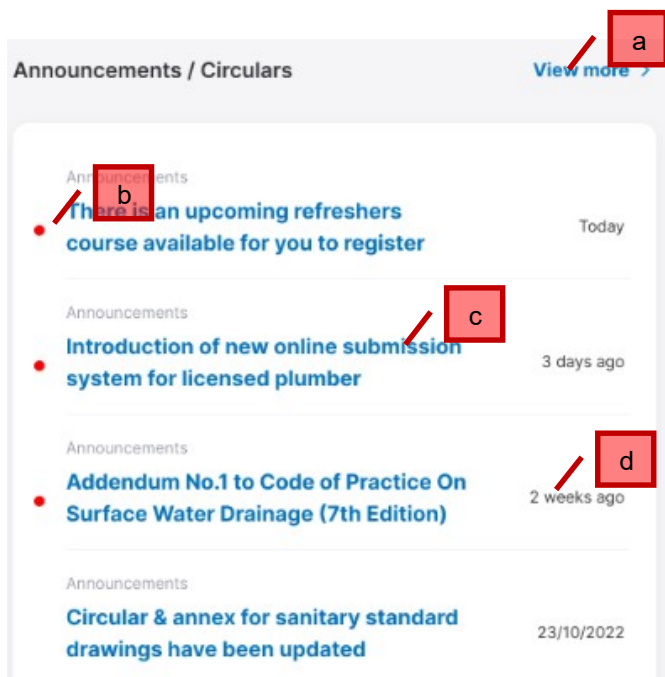 a
Announcements / Circulars
View more >
Announcements
b
There is an upcoming refreshers
course available for you to register
Today
Announcements
c
Introduction of new online submission
system for licensed plumber
3 days ago
Announcements
d
Addendum No.1 to Code of Practice On
Surface Water Drainage (7th Edition)
2 weeks ago
Announcements
Circular & annex for sanitary standard
drawings have been updated
23/10/2022